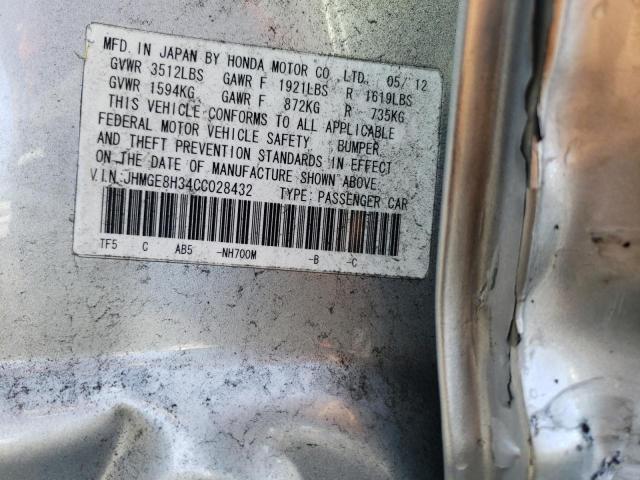 MFD. IN JAPAN BY HONDA MOTOR CO., LTD. 05/12
GVWR 3512LBS GAWR F 1921LBS R 1619LBS
GVWR 1594KG GAWR F 872KG R 735KG
THIS VEHICLE CONFORMS TO ALL APPLICABLE
FEDERAL MOTOR VEHICLE SAFETY BUMPER,
AND THEFT PREVENTION STANDARDS IN EFFECT
ON THE DATE OF MANUFACTURE SHOWN ABOVE.
V.I.N.: JHMGE8H34CC028432 TYPE: PASSENGER CAR
TF5 C AB5 -NH700M -B -C